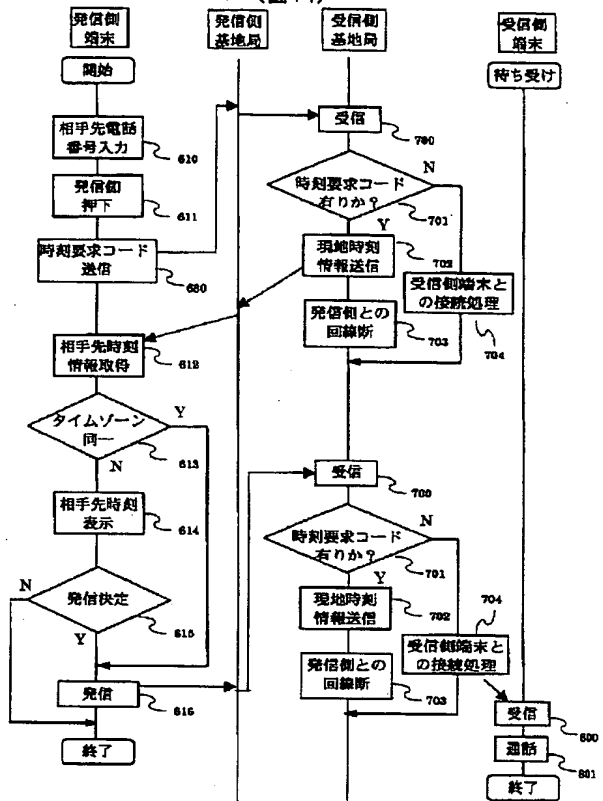 発信側
端末
開始
相手先電話
番号入力
610
発信側
押下
611
時刻要求コード
送信
680
相手先時刻
情報取得
612
タイムゾーン
同一
613
Y
N
相手先時刻
表示
614
発信決定
615
N
Y
発信
616
終了
発信側
基地局
受信側
基地局
受信
700
時刻要求コード
有りか?
701
N
Y
現地時刻
情報送信
702
発信側との
回線断
703
受信側端末と
の接続処理
704
受信
700
時刻要求コード
有りか?
701
N
Y
現地時刻
情報送信
702
発信側との
回線断
703
704
受信側端末と
の接続処理
受信側
端末
待ち受け
受信
800
通話
801
終了